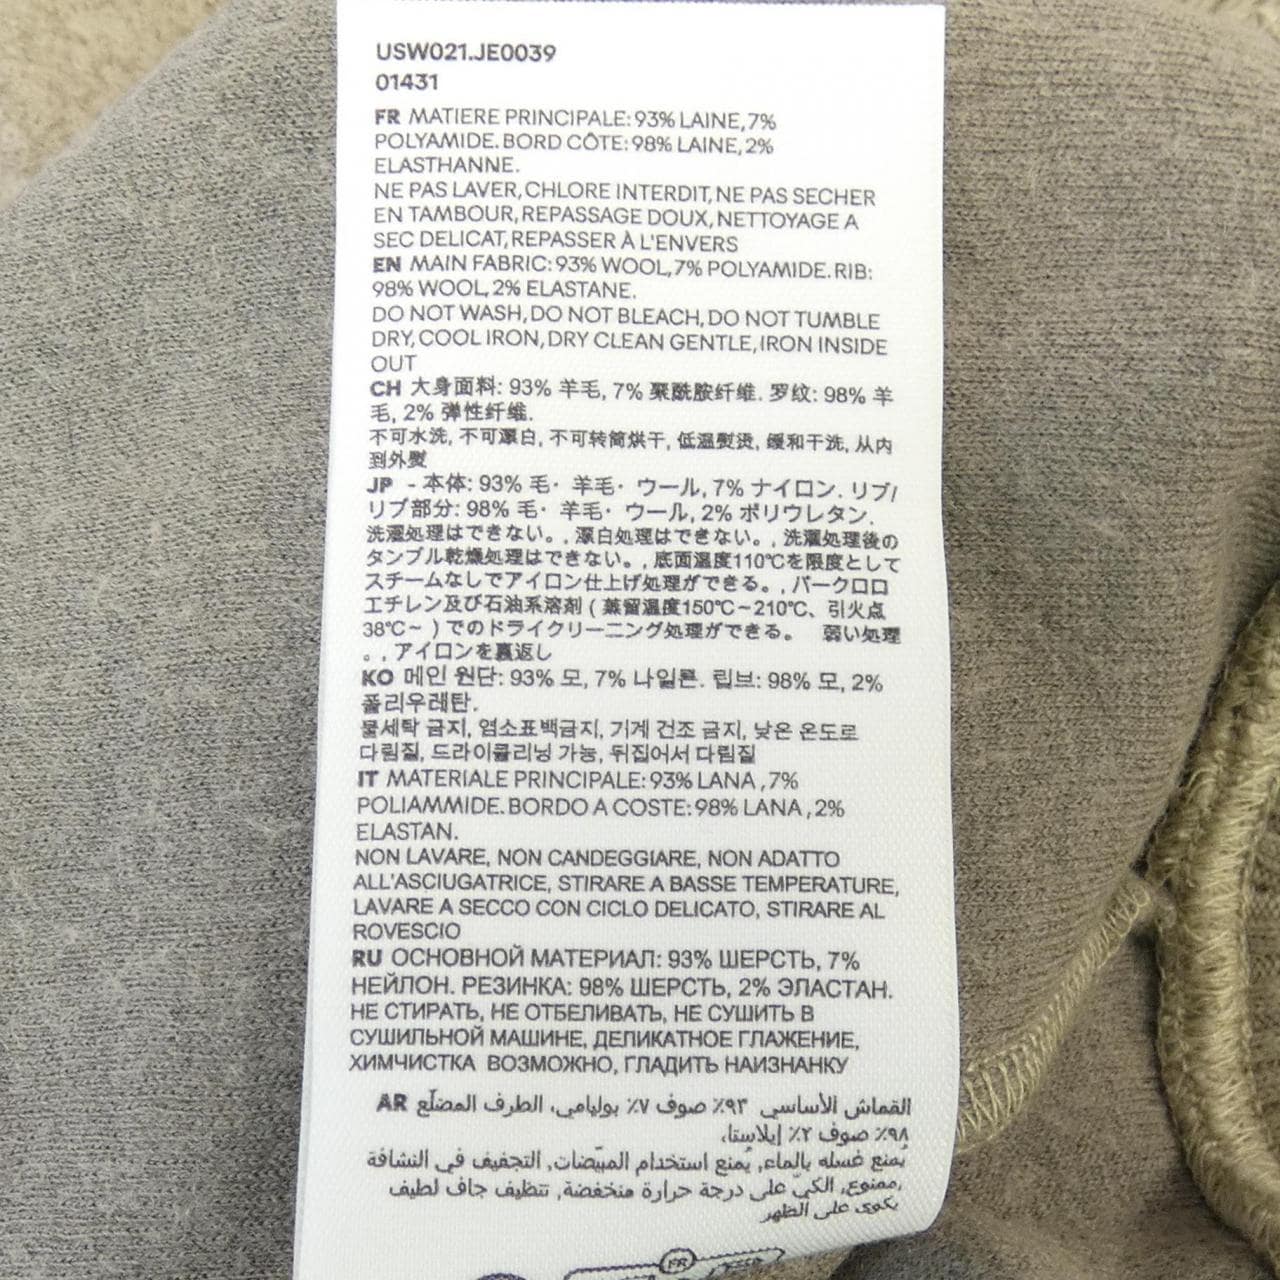 USW021.JE0039
01431
FR MATIERE PRINCIPALE: 93% LAINE, 7%
POLYAMIDE. BORD CÔTE: 98% LAINE, 2%
ELASTHANNE.
NE PAS LAVER, CHLORE INTERDIT, NE PAS SECHER
EN TAMBOUR, REPASSAGE DOUX, NETTOYAGE A
SEC DELICAT, REPASSER À L'ENVERS
EN MAIN FABRIC: 93% WOOL, 7% POLYAMIDE. RIB:
98% WOOL, 2% ELASTANE.
DO NOT WASH, DO NOT BLEACH, DO NOT TUMBLE
DRY, COOL IRON, DRY CLEAN GENTLE, IRON INSIDE
OUT
CH 大身面料: 93% 羊毛, 7% 聚酰胺纤维. 罗纹: 98% 羊
毛, 2% 弹性纤维.
不可水洗, 不可漂白, 不可转筒烘干, 低温熨烫, 缓和干洗, 从内
到外熨
JP - 本体: 93% 毛・ 羊毛・ ウール, 7% ナイロン. リブ/
リブ部分: 98% 毛・ 羊毛・ ウール, 2% ポリウレタン.
洗濯処理はできない。, 漂白処理はできない。, 洗濯処理後の
タンブル乾燥処理はできない。, 底面温度110℃を限度として
スチームなしでアイロン仕上げ処理ができる。, パークロロ
エチレン及び石油系溶剤 ( 蒸留温度150℃~210℃、引火点
38℃~ ) でのドライクリーニング処理ができる。 弱い処理
。, アイロンを裏返し
KO 메인 원단: 93% 모, 7% 나일론. 립브: 98% 모, 2%
폴리우레탄.
물세탁 금지, 염소표백금지, 기계 건조 금지, 낮은 온도로
다림질, 드라이클리닝 가능, 뒤집어서 다림질
IT MATERIALE PRINCIPALE: 93% LANA , 7%
POLIAMMIDE. BORDO A COSTE: 98% LANA , 2%
ELASTAN.
NON LAVARE, NON CANDEGGIARE, NON ADATTO
ALL'ASCIUGATRICE, STIRARE A BASSE TEMPERATURE,
LAVARE A SECCO CON CICLO DELICATO, STIRARE AL
ROVESCIO
RU ОСНОВНОЙ МАТЕРИАЛ: 93% ШЕРСТЬ, 7%
НЕЙЛОН. РЕЗИНКА: 98% ШЕРСТЬ, 2% ЭЛАСТАН.
НЕ СТИРАТЬ, НЕ ОТБЕЛИВАТЬ, НЕ СУШИТЬ В
СУШИЛЬНОЙ МАШИНЕ, ДЕЛИКАТНОЕ ГЛАЖЕНИЕ,
ХИМЧИСТКА ВОЗМОЖНО, ГЛАДИТЬ НАИЗНАНКУ
AR القماش الأساسي ٩٣٪ صوف ٧٪ بوليامي، الطرف المضلّع
٩٨٪ صوف ٢٪ إيلاستا،
يُمنع غسله بالماء, يُمنع استخدام المبيّضات, التجفيف في النشافة
ممنوع, الكيّ على درجة حرارة منخفضة, تنظيف جاف لطيف,
يكوى على الظهر
FR